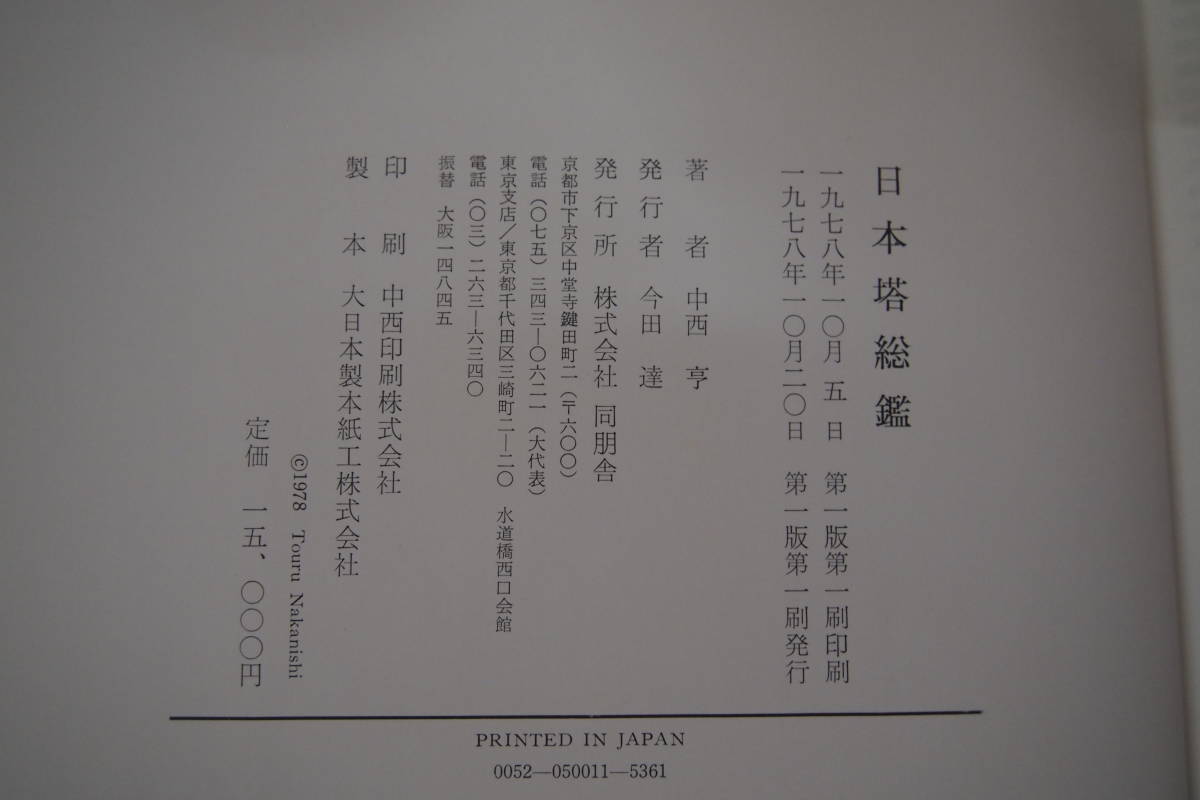 日本塔総鑑
一九七八年一〇月 五 日 第一版第一刷印刷
一九七八年一〇月二〇日 第一版第一刷発行
著者 中西 亨
発行者 今田 達
発行所 株式会社 同朋舎
京都市下京区中堂寺鍵田町二(〒六〇〇)
電話(〇七五)三四三―〇六二一(大代表)
東京支店/東京都千代田区三崎町二―二〇 水道橋西口会館
電話(〇三)二六三―六三四〇
振替 大阪一四八四五
印刷 中西印刷株式会社
製本 大日本製本紙工株式会社
©1978 Touru Nakanishi
定価 一五、〇〇〇円
PRINTED IN JAPAN
0052―050011―5361